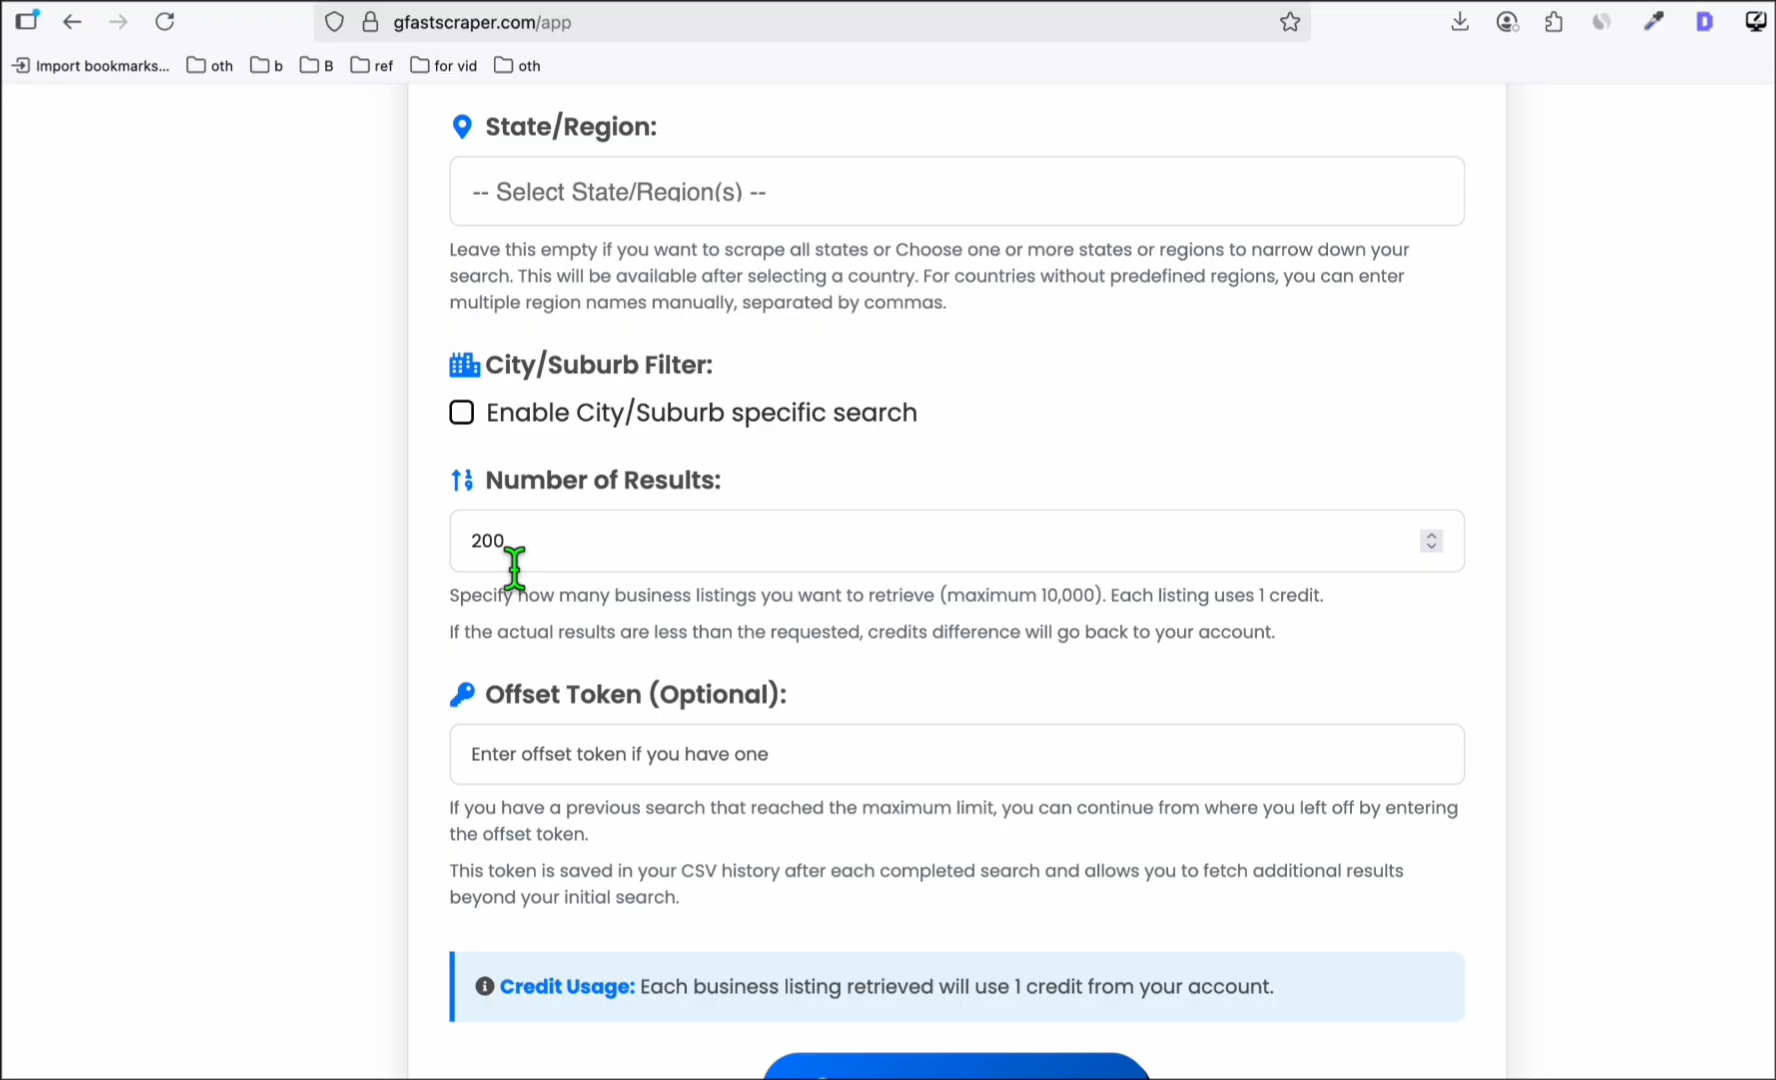 gfastscraper.com/app
Import bookmarks... oth b B ref for vid oth
State/Region:
-- Select State/Region(s) --
Leave this empty if you want to scrape all states or Choose one or more states or regions to narrow down your
search. This will be available after selecting a country. For countries without predefined regions, you can enter
multiple region names manually, separated by commas.
City/Suburb Filter:
Enable City/Suburb specific search
Number of Results:
200
Specify how many business listings you want to retrieve (maximum 10,000). Each listing uses 1 credit.
If the actual results are less than the requested, credits difference will go back to your account.
Offset Token (Optional):
Enter offset token if you have one
If you have a previous search that reached the maximum limit, you can continue from where you left off by entering
the offset token.
This token is saved in your CSV history after each completed search and allows you to fetch additional results
beyond your initial search.
Credit Usage: Each business listing retrieved will use 1 credit from your account.